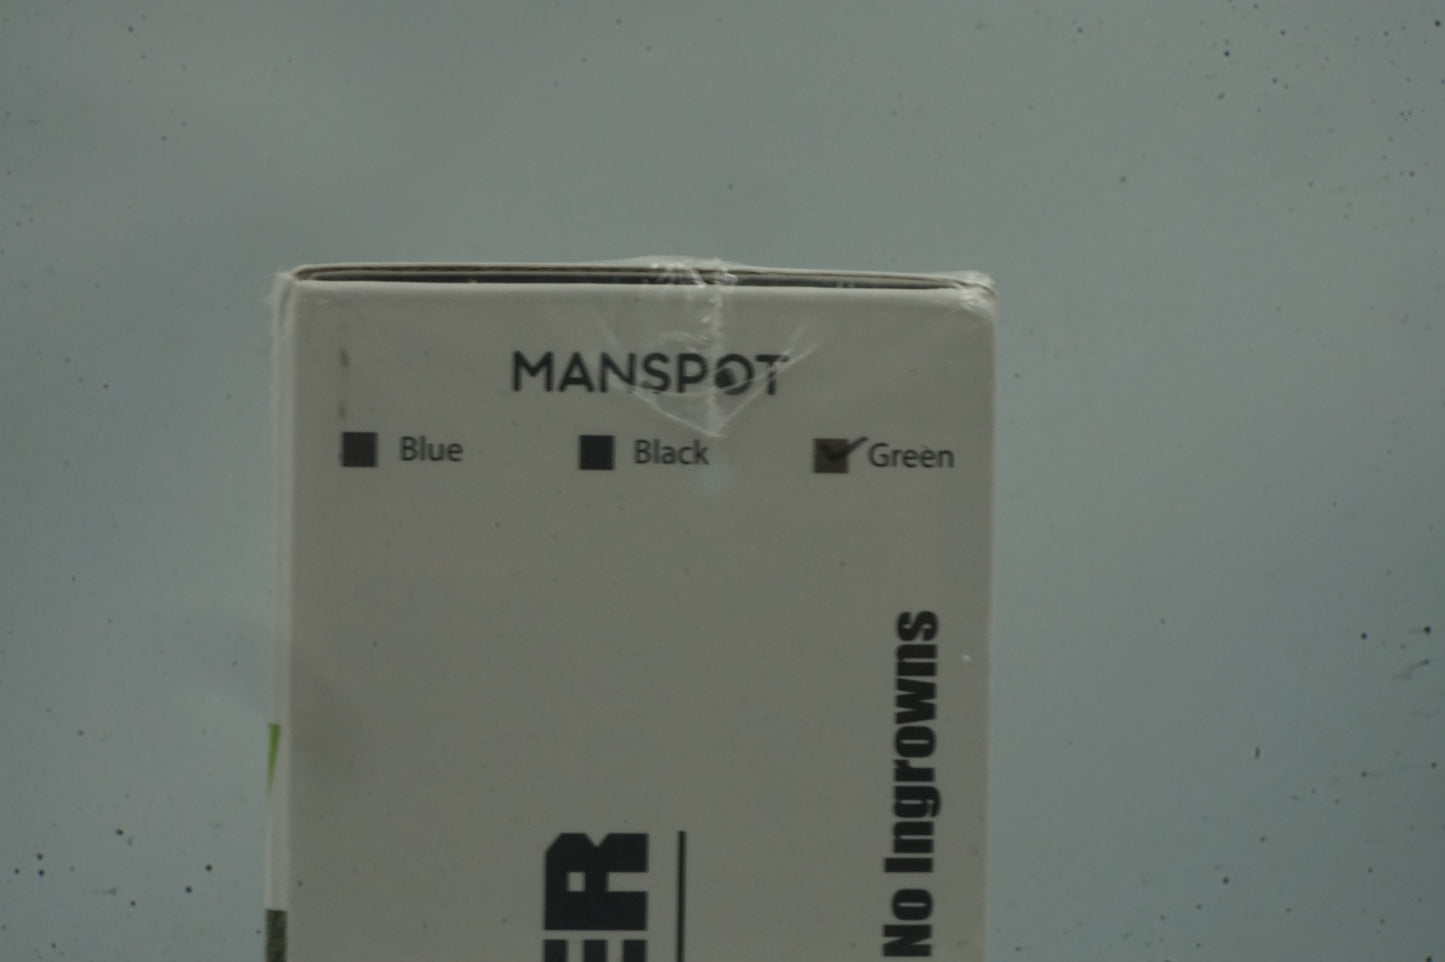 MANSPOT
Blue Black Green
No Ingrowns
ER